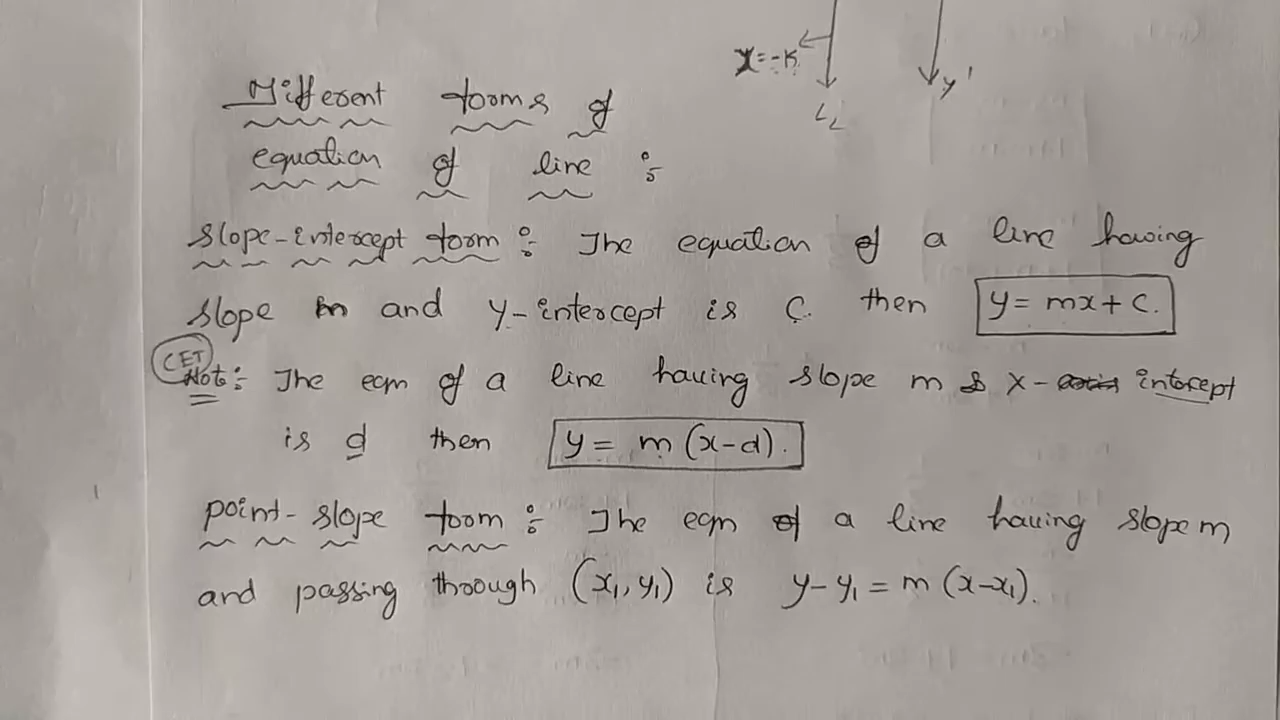 x=-k
y'
L2
Different forms of
equation of line :-
Slope-intercept form :- The equation of a line having
slope m and y-intercept is c. then y = mx + c.
CET
Note :- The eqn of a line having slope m & x-axis intercept
is d then y = m (x-d).
point-slope form :- The eqn of a line having slope m
and passing through (x₁, y₁) is y-y₁ = m (x-x₁).